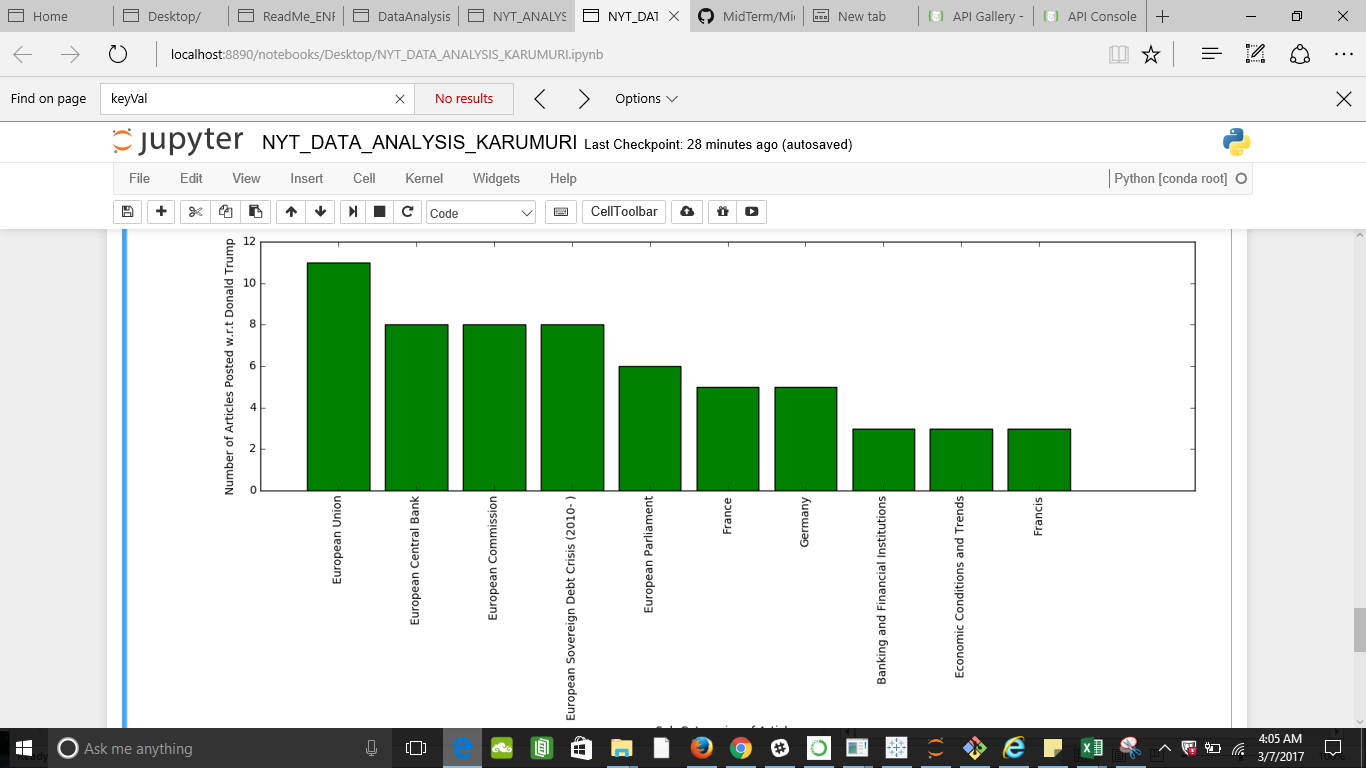 Home
Desktop/
ReadMe_ENF
DataAnalysis
NYT_ANALYS
NYT_DAT
MidTerm/Mi
New tab
API Gallery -
API Console
localhost:8890/notebooks/Desktop/NYT_DATA_ANALYSIS_KARUMURI.ipynb
Find on page
keyVal
No results
Options
jupyter NYT_DATA_ANALYSIS_KARUMURI Last Checkpoint: 28 minutes ago (autosaved)
File Edit View Insert Cell Kernel Widgets Help
Python [conda root]
Code
CellToolbar
Number of Articles Posted w.r.t Donald Trump
12
10
8
6
4
2
0
European Union
European Central Bank
European Commission
European Sovereign Debt Crisis (2010- )
European Parliament
France
Germany
Banking and Financial Institutions
Economic Conditions and Trends
Francis
Ask me anything
4:05 AM
3/7/2017